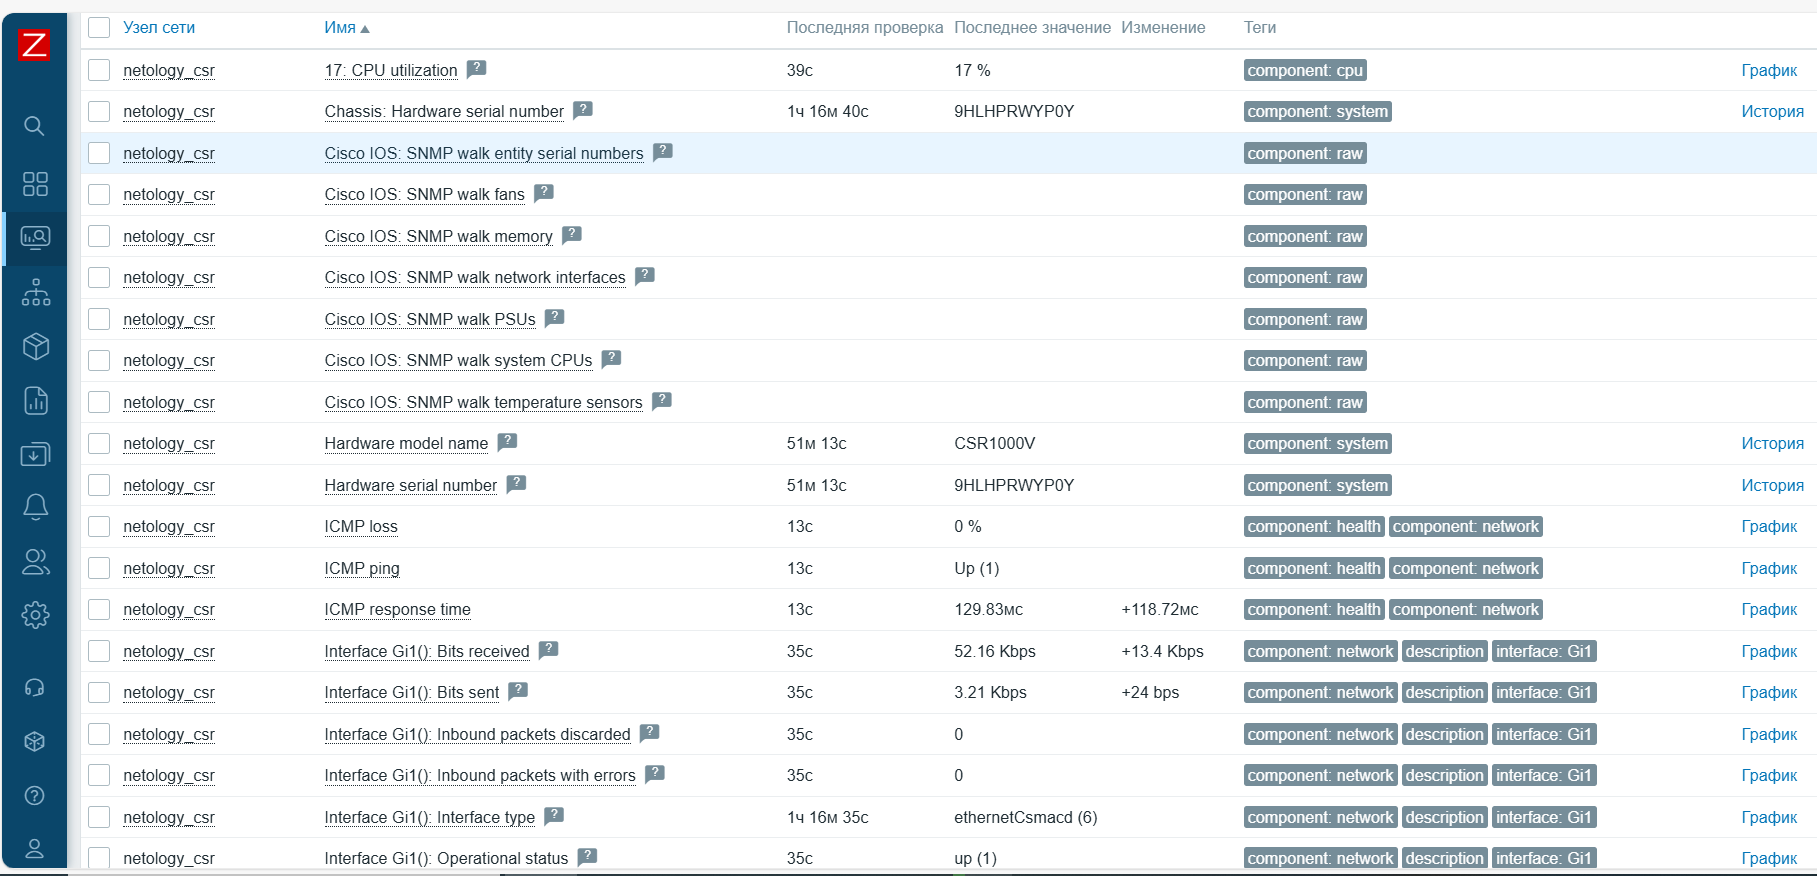 Z
Узел сети Имя Последняя проверка Последнее значение Изменение Теги
netology_csr 17: CPU utilization ? 39с 17 % component: cpu График
netology_csr Chassis: Hardware serial number ? 1ч 16м 40с 9HLHPRWYP0Y component: system История
netology_csr Cisco IOS: SNMP walk entity serial numbers ? component: raw
netology_csr Cisco IOS: SNMP walk fans ? component: raw
netology_csr Cisco IOS: SNMP walk memory ? component: raw
netology_csr Cisco IOS: SNMP walk network interfaces ? component: raw
netology_csr Cisco IOS: SNMP walk PSUs ? component: raw
netology_csr Cisco IOS: SNMP walk system CPUs ? component: raw
netology_csr Cisco IOS: SNMP walk temperature sensors ? component: raw
netology_csr Hardware model name ? 51м 13с CSR1000V component: system История
netology_csr Hardware serial number ? 51м 13с 9HLHPRWYP0Y component: system История
netology_csr ICMP loss 13с 0 % component: health component: network График
netology_csr ICMP ping 13с Up (1) component: health component: network График
netology_csr ICMP response time 13с 129.83мс +118.72мс component: health component: network График
netology_csr Interface Gi1(): Bits received ? 35с 52.16 Kbps +13.4 Kbps component: network description interface: Gi1 График
netology_csr Interface Gi1(): Bits sent ? 35с 3.21 Kbps +24 bps component: network description interface: Gi1 График
netology_csr Interface Gi1(): Inbound packets discarded ? 35с 0 component: network description interface: Gi1 График
netology_csr Interface Gi1(): Inbound packets with errors ? 35с 0 component: network description interface: Gi1 График
netology_csr Interface Gi1(): Interface type ? 1ч 16м 35с ethernetCsmacd (6) component: network description interface: Gi1 График
netology_csr Interface Gi1(): Operational status ? 35с up (1) component: network description interface: Gi1 График